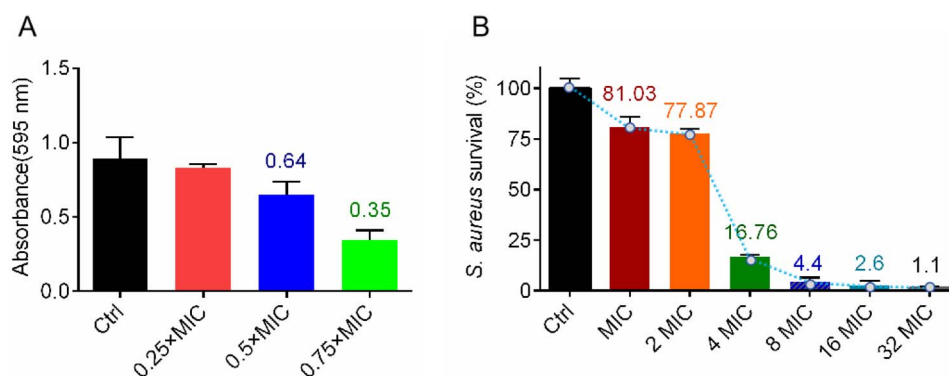 A
Absorbance(595 nm)
1.5
1.0
0.5
0.0
0.64
0.35
Ctrl
0.25×MIC
0.5×MIC
0.75×MIC
B
S. aureus survival (%)
100
75
50
25
0
81.03
77.87
16.76
4.4
2.6
1.1
Ctrl
MIC
2 MIC
4 MIC
8 MIC
16 MIC
32 MIC